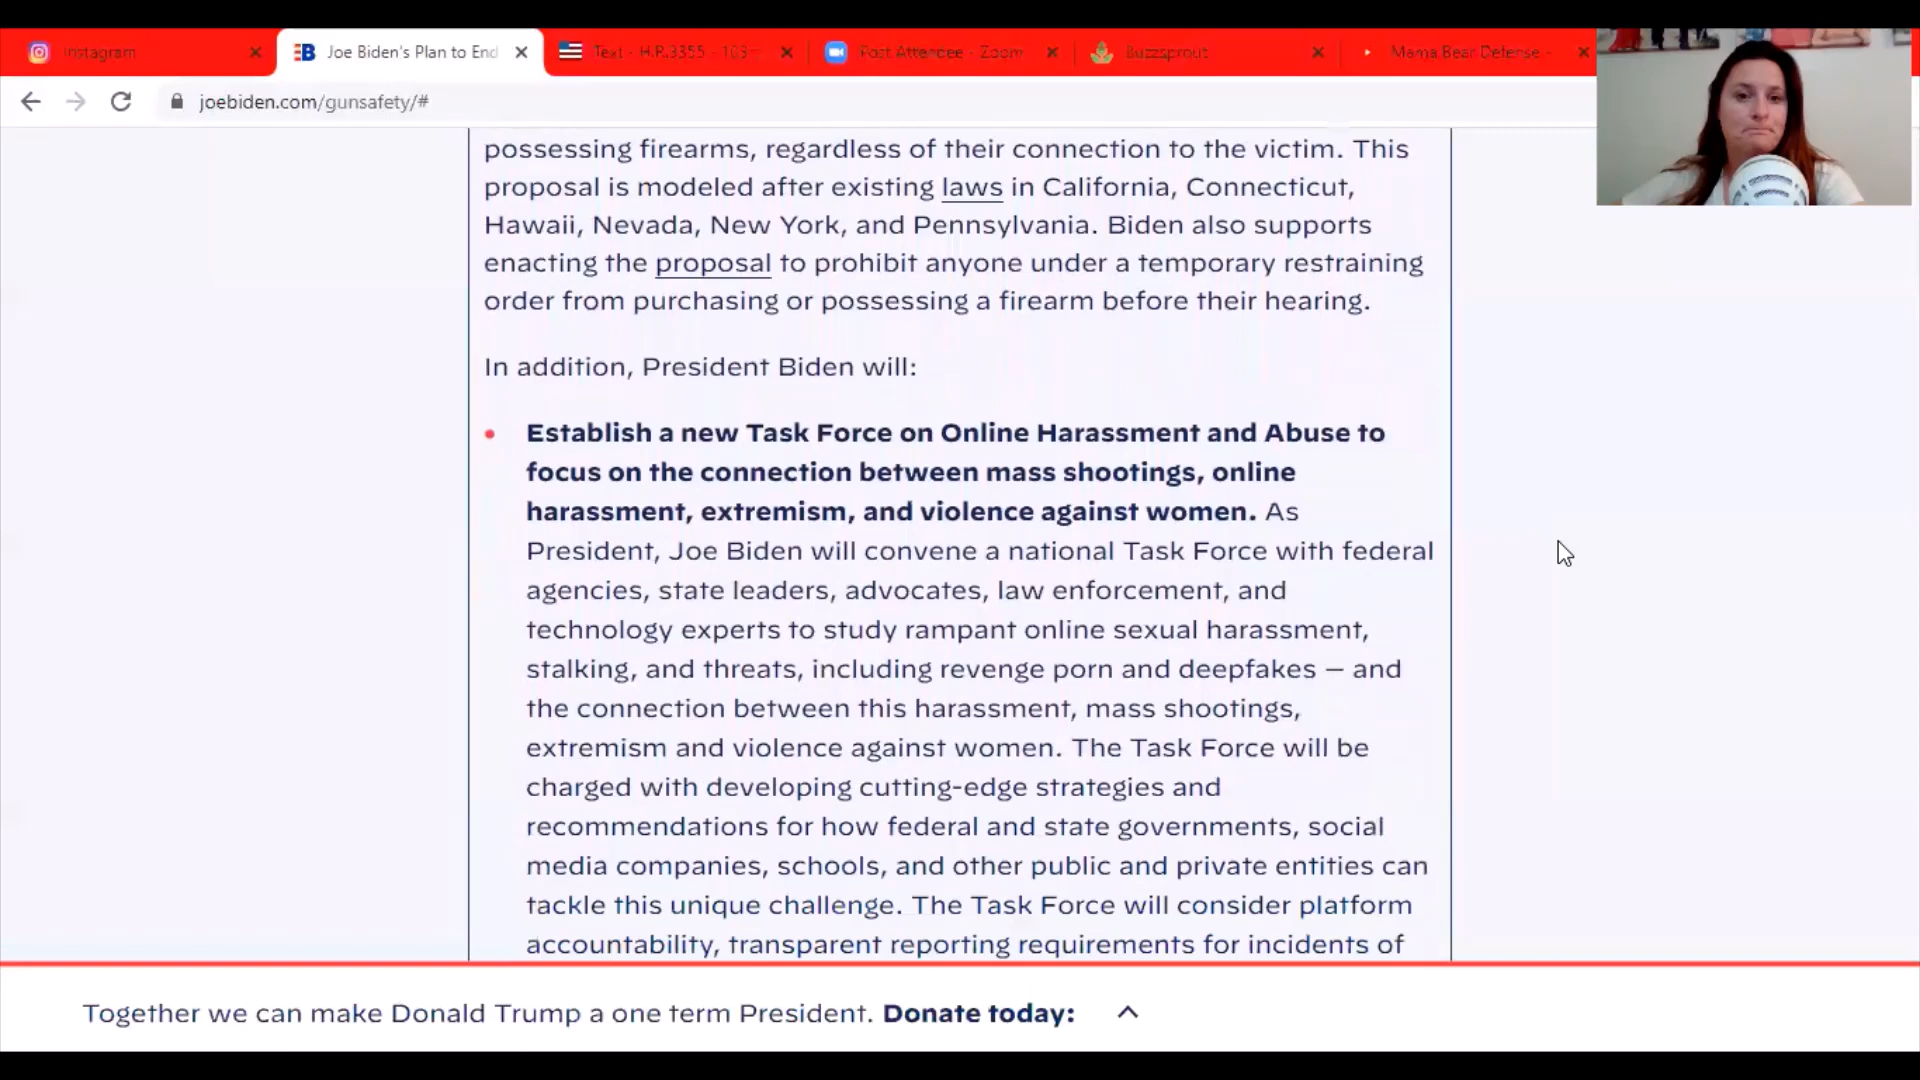 Instagram
Joe Biden's Plan to End
Text - H.R.3355 - 103
Post Attendee - Zoom
Buzzsprout
Mama Bear Defense -
joebiden.com/gunsafety/#
possessing firearms, regardless of their connection to the victim. This
proposal is modeled after existing laws in California, Connecticut,
Hawaii, Nevada, New York, and Pennsylvania. Biden also supports
enacting the proposal to prohibit anyone under a temporary restraining
order from purchasing or possessing a firearm before their hearing.
In addition, President Biden will:
Establish a new Task Force on Online Harassment and Abuse to
focus on the connection between mass shootings, online
harassment, extremism, and violence against women. As
President, Joe Biden will convene a national Task Force with federal
agencies, state leaders, advocates, law enforcement, and
technology experts to study rampant online sexual harassment,
stalking, and threats, including revenge porn and deepfakes — and
the connection between this harassment, mass shootings,
extremism and violence against women. The Task Force will be
charged with developing cutting-edge strategies and
recommendations for how federal and state governments, social
media companies, schools, and other public and private entities can
tackle this unique challenge. The Task Force will consider platform
accountability, transparent reporting requirements for incidents of
Together we can make Donald Trump a one term President. Donate today: